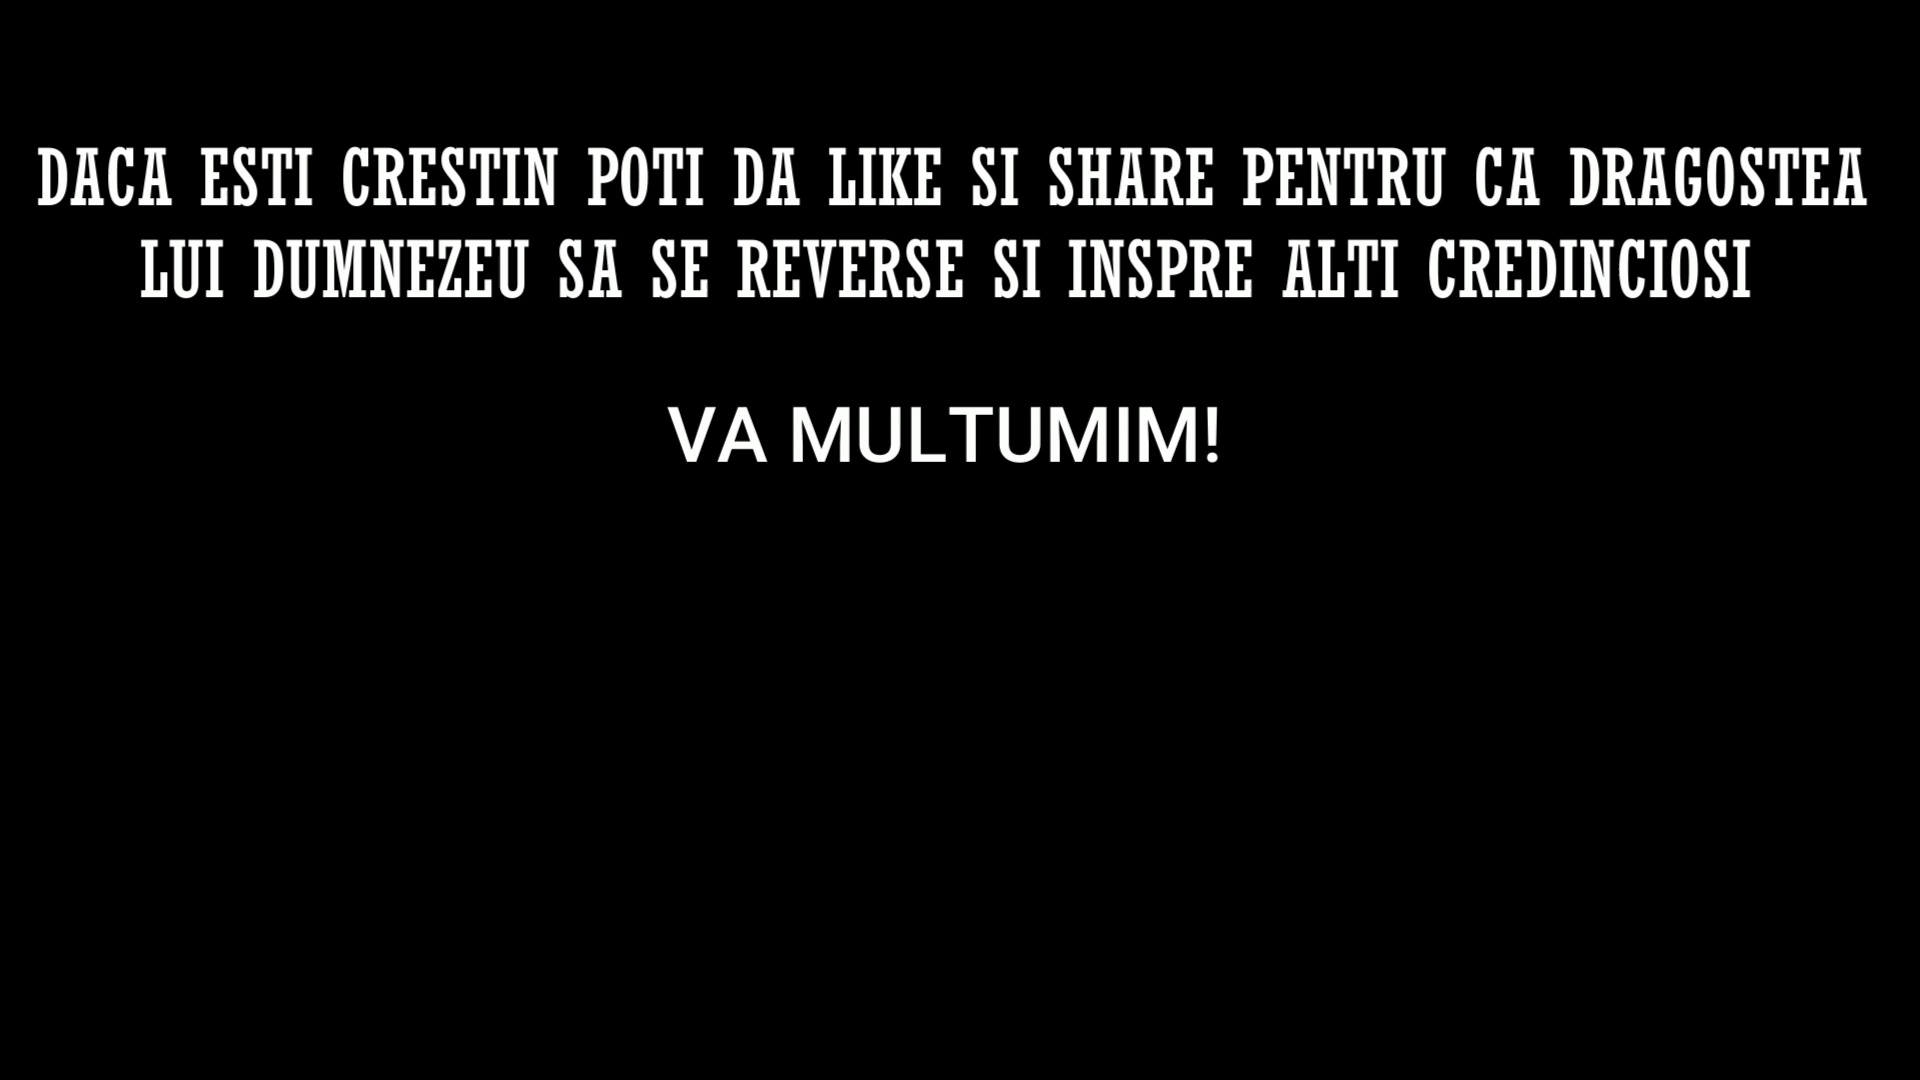 DACA ESTI CRESTIN POTI DA LIKE SI SHARE PENTRU CA DRAGOSTEA
LUI DUMNEZEU SA SE REVERSE SI INSPRE ALTI CREDINCIOSI
VA MULTUMIM!